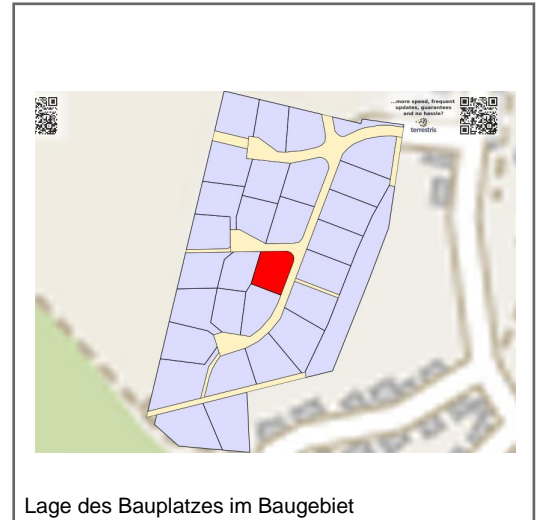 ...more speed, frequent
updates, guarantees
and no hassle?
terrestris
Lage des Bauplatzes im Baugebiet